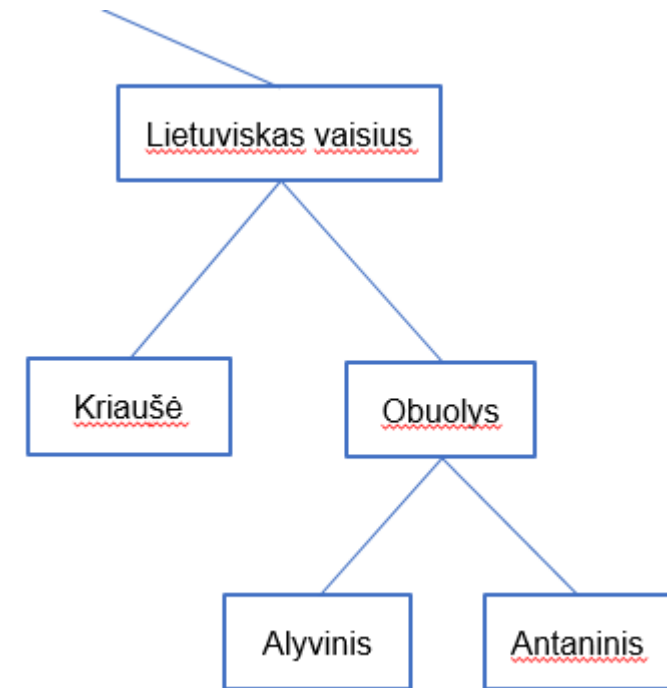 Lietuviskas vaisius
Kriaušė
Obuolys
Alyvinis
Antaninis